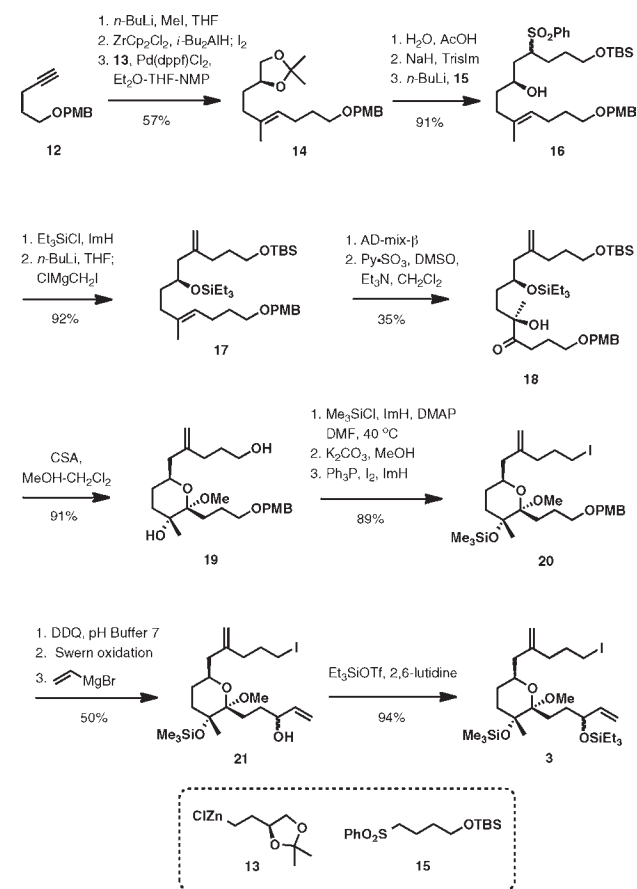 1. n-BuLi, MeI, THF
2. ZrCp2Cl2, i-Bu2AlH; I2
3. 13, Pd(dppf)Cl2,
Et2O-THF-NMP
57%
OPMB
12
O
O
OPMB
14
1. H2O, AcOH
2. NaH, TrisIm
3. n-BuLi, 15
91%
SO2Ph
OTBS
OH
OPMB
16
1. Et3SiCl, ImH
2. n-BuLi, THF;
ClMgCH2I
92%
OTBS
OSiEt3
OPMB
17
1. AD-mix-β
2. Py•SO3, DMSO,
Et3N, CH2Cl2
35%
OTBS
OSiEt3
OH
O
OPMB
18
CSA,
MeOH-CH2Cl2
91%
OH
O
OMe
OPMB
HO
19
1. Me3SiCl, ImH, DMAP
DMF, 40 °C
2. K2CO3, MeOH
3. Ph3P, I2, ImH
89%
I
O
OMe
OPMB
Me3SiO
20
1. DDQ, pH Buffer 7
2. Swern oxidation
3. MgBr
50%
I
O
OMe
Me3SiO
OH
21
Et3SiOTf, 2,6-lutidine
94%
I
O
OMe
Me3SiO
OSiEt3
3
ClZn
O
O
13
PhO2S
OTBS
15